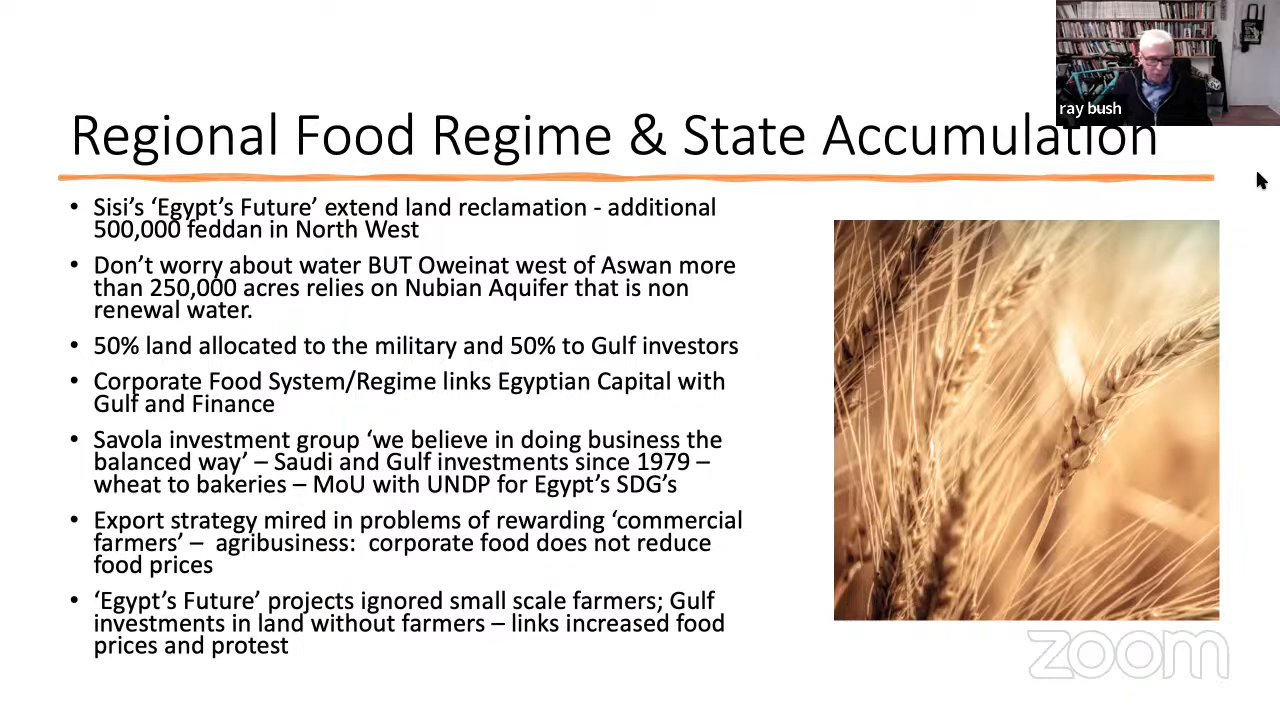 ray bush
Regional Food Regime & State Accumulation
• Sisi’s ‘Egypt’s Future’ extend land reclamation - additional
500,000 feddan in North West
• Don’t worry about water BUT Oweinat west of Aswan more
than 250,000 acres relies on Nubian Aquifer that is non
renewal water.
• 50% land allocated to the military and 50% to Gulf investors
• Corporate Food System/Regime links Egyptian Capital with
Gulf and Finance
• Savola investment group ‘we believe in doing business the
balanced way’ – Saudi and Gulf investments since 1979 –
wheat to bakeries – MoU with UNDP for Egypt’s SDG’s
• Export strategy mired in problems of rewarding ‘commercial
farmers’ – agribusiness: corporate food does not reduce
food prices
• ‘Egypt’s Future’ projects ignored small scale farmers; Gulf
investments in land without farmers – links increased food
prices and protest
zoom